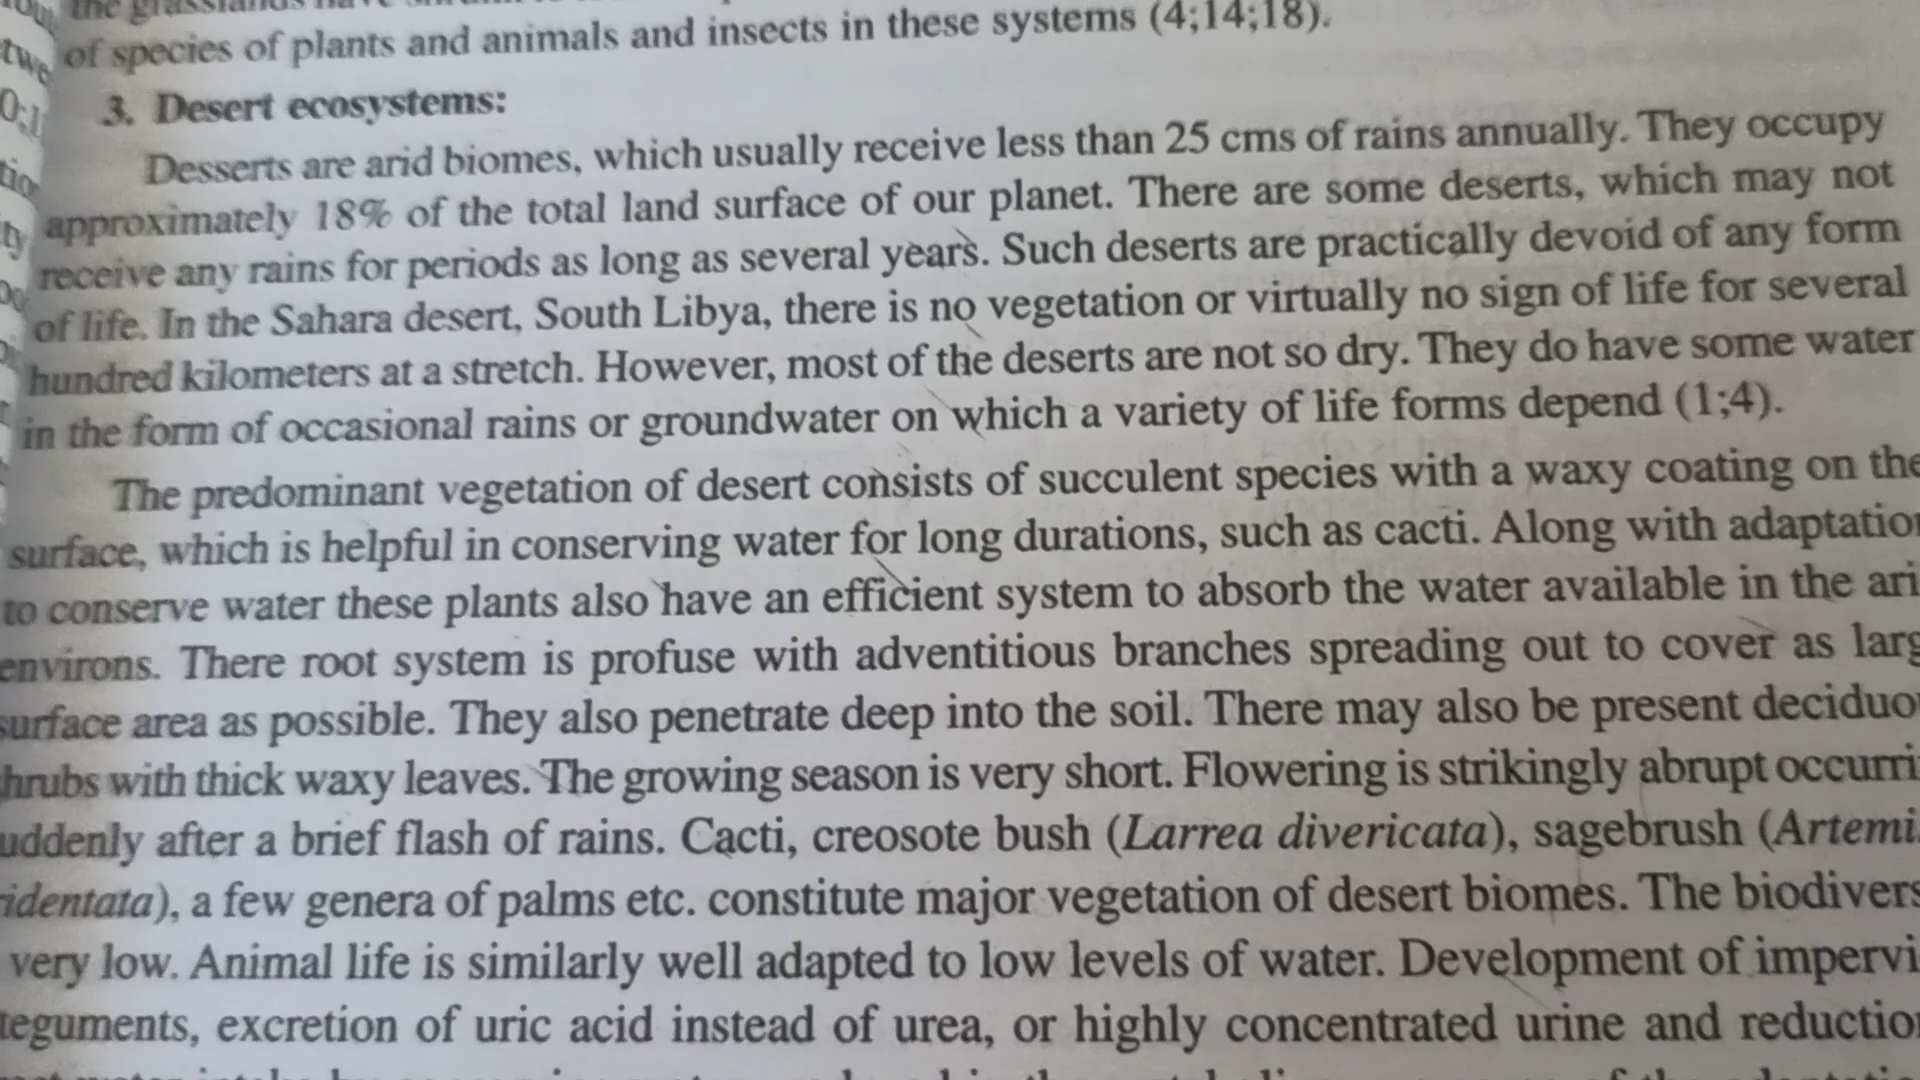 the grasslands have
of species of plants and animals and insects in these systems (4;14;18).
3. Desert ecosystems:
Desserts are arid biomes, which usually receive less than 25 cms of rains annually. They occupy
approximately 18% of the total land surface of our planet. There are some deserts, which may not
receive any rains for periods as long as several years. Such deserts are practically devoid of any form
of life. In the Sahara desert, South Libya, there is no vegetation or virtually no sign of life for several
hundred kilometers at a stretch. However, most of the deserts are not so dry. They do have some water
in the form of occasional rains or groundwater on which a variety of life forms depend (1;4).
The predominant vegetation of desert consists of succulent species with a waxy coating on the
surface, which is helpful in conserving water for long durations, such as cacti. Along with adaptatio
to conserve water these plants also have an efficient system to absorb the water available in the ari
environs. There root system is profuse with adventitious branches spreading out to cover as larg
surface area as possible. They also penetrate deep into the soil. There may also be present deciduo
hrubs with thick waxy leaves. The growing season is very short. Flowering is strikingly abrupt occurri
uddenly after a brief flash of rains. Cacti, creosote bush (Larrea divericata), sagebrush (Artemi
ridentata), a few genera of palms etc. constitute major vegetation of desert biomes. The biodivers
very low. Animal life is similarly well adapted to low levels of water. Development of impervi
teguments, excretion of uric acid instead of urea, or highly concentrated urine and reductio